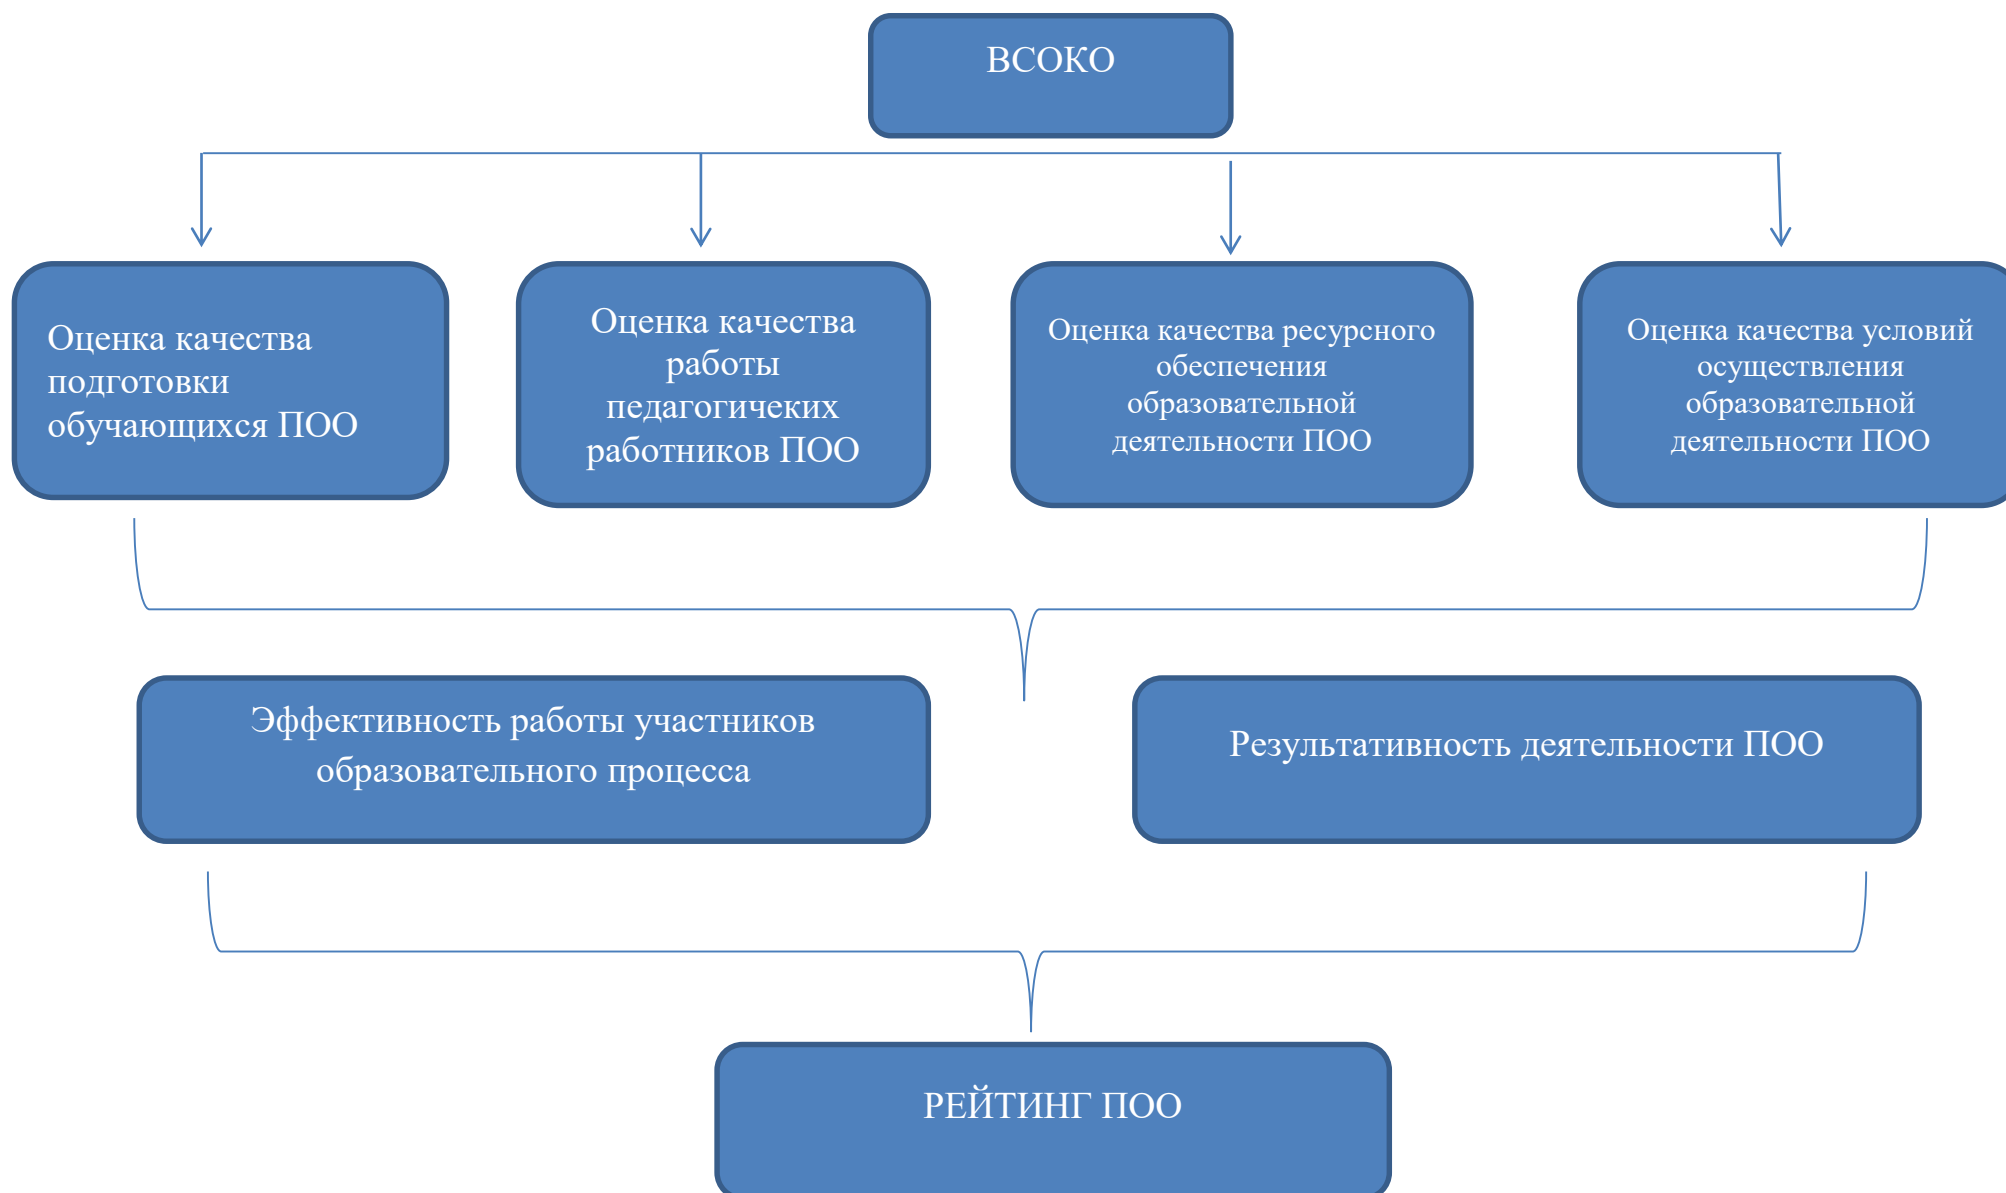 ВСОКО
Оценка качества
подготовки
обучающихся ПОО
Оценка качества
работы
педагогичеких
работников ПОО
Оценка качества ресурсного
обеспечения
образовательной
деятельности ПОО
Оценка качества условий
осуществления
образовательной
деятельности ПОО
Эффективность работы участников
образовательного процесса
Результативность деятельности ПОО
РЕЙТИНГ ПОО